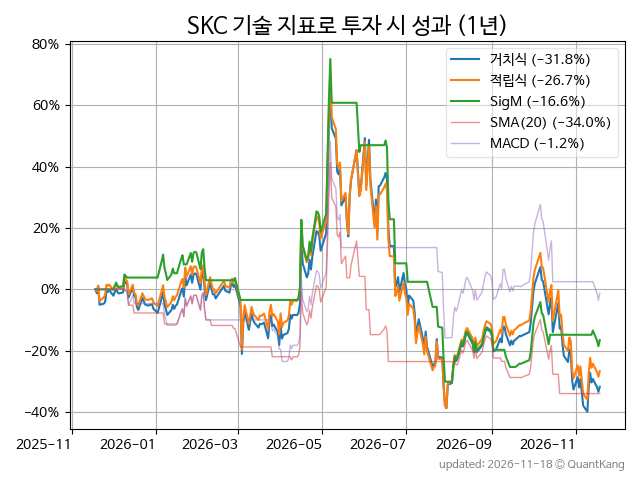 SKC 기술 지표로 투자 시 성과 (1년)
80%
60%
40%
20%
0%
−20%
−40%
거치식 (−31.8%)
적립식 (−26.7%)
SigM (−16.6%)
SMA(20) (−34.0%)
MACD (−1.2%)
2025-11
2026-01
2026-03
2026-05
2026-07
2026-09
2026-11
updated: 2026-11-18 © QuantKang